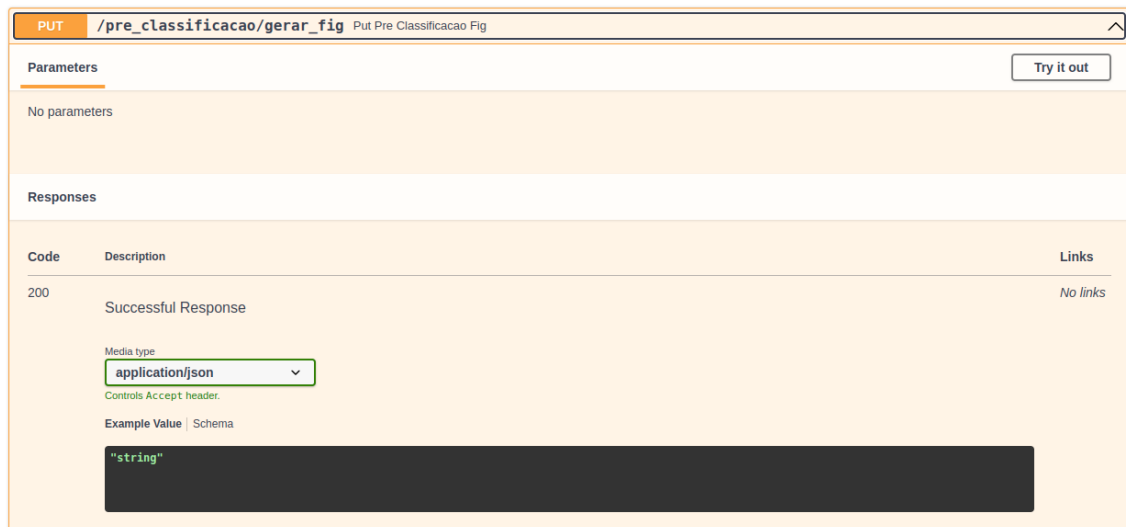 PUT /pre_classificacao/gerar_fig Put Pre Classificacao Fig
Parameters Try it out
No parameters
Responses
Code Description Links
200 No links
Successful Response
Media type
application/json
Controls Accept header.
Example Value | Schema
"string"